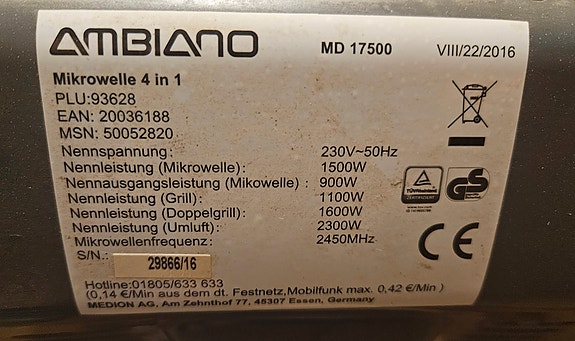 AMBIANO MD 17500 VIII/22/2016
Mikrowelle 4 in 1
PLU:93628
EAN: 20036188
MSN: 50052820
Nennspannung: 230V~50Hz
Nennleistung (Mikrowelle): 1500W
Nennausgangsleistung (Mikowelle) : 900W
Nennleistung (Grill): 1100W
Nennleistung (Doppelgrill): 1600W
Nennleistung (Umluft): 2300W
Mikrowellenfrequenz: 2450MHz
S/N.: 29866/16
Hotline:01805/633 633
(0,14 €/Min aus dem dt. Festnetz,Mobilfunk max. 0,42 €/Min )
MEDION AG, Am Zehnthof 77, 45307 Essen, Germany
GS
CE